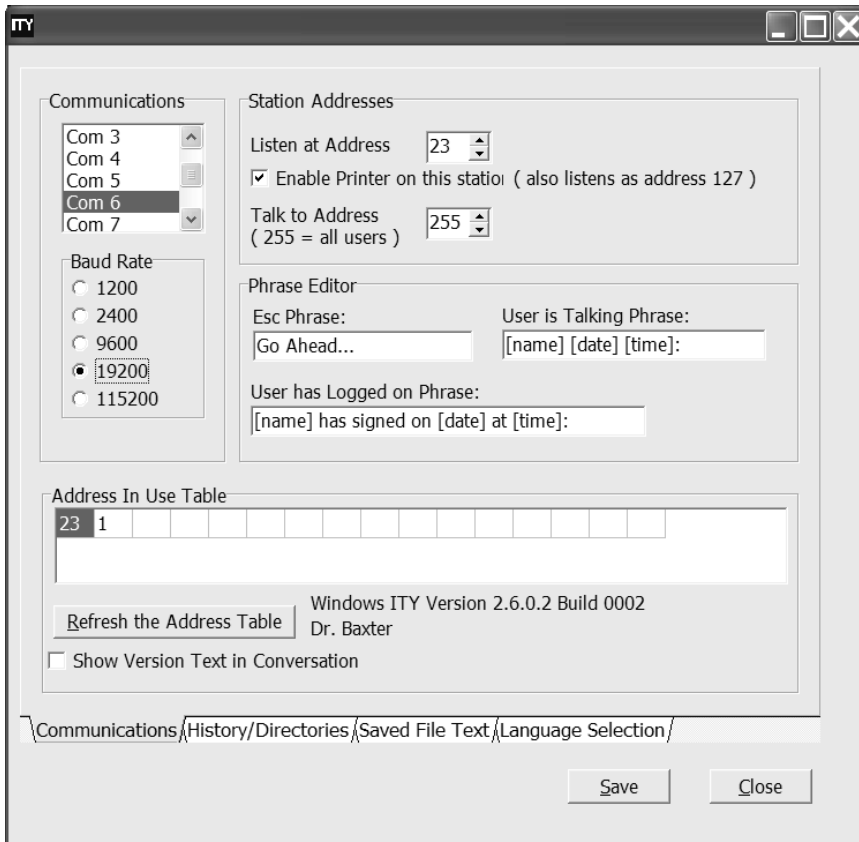 ITY
Communications
Com 3
Com 4
Com 5
Com 6
Com 7
Baud Rate
1200
2400
9600
19200
115200
Station Addresses
Listen at Address 23
Enable Printer on this station ( also listens as address 127 )
Talk to Address
( 255 = all users ) 255
Phrase Editor
Esc Phrase:
Go Ahead...
User is Talking Phrase:
[name] [date] [time]:
User has Logged on Phrase:
[name] has signed on [date] at [time]:
Address In Use Table
23 1
Refresh the Address Table
Windows ITY Version 2.6.0.2 Build 0002
Dr. Baxter
Show Version Text in Conversation
Communications History/Directories Saved File Text Language Selection
Save Close